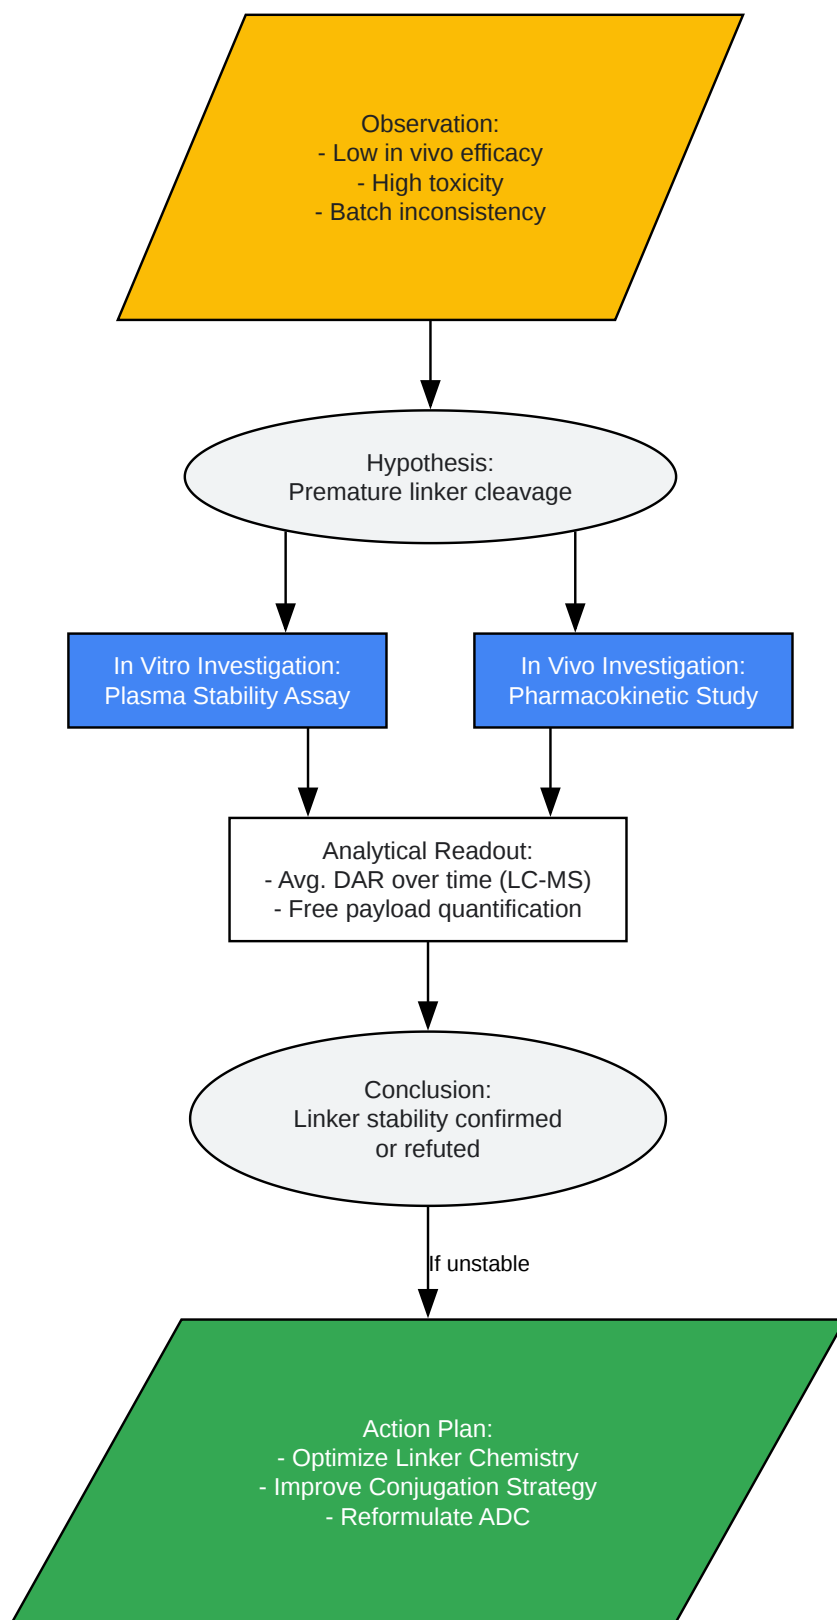 Observation:
- Low in vivo efficacy
- High toxicity
- Batch inconsistency
Hypothesis:
Premature linker cleavage
In Vitro Investigation:
Plasma Stability Assay
In Vivo Investigation:
Pharmacokinetic Study
Analytical Readout:
- Avg. DAR over time (LC-MS)
- Free payload quantification
Conclusion:
Linker stability confirmed
or refuted
If unstable
Action Plan:
- Optimize Linker Chemistry
- Improve Conjugation Strategy
- Reformulate ADC